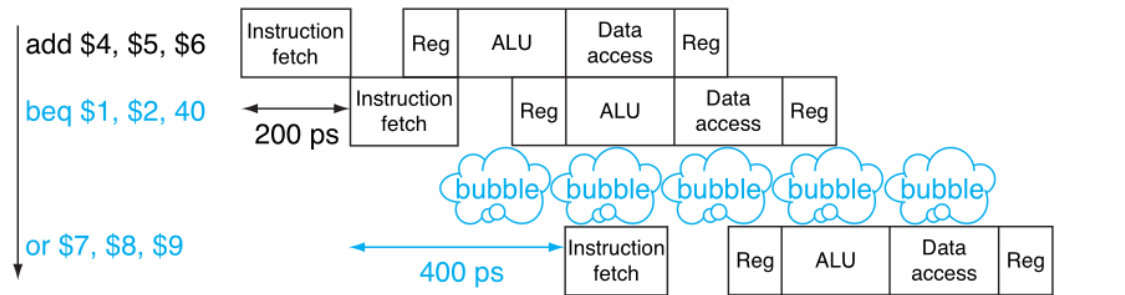 add $4, $5, $6
Instruction
fetch
Reg
ALU
Data
access
Reg
beq $1, $2, 40
200 ps
Instruction
fetch
Reg
ALU
Data
access
Reg
bubble bubble bubble bubble bubble
or $7, $8, $9
400 ps
Instruction
fetch
Reg
ALU
Data
access
Reg